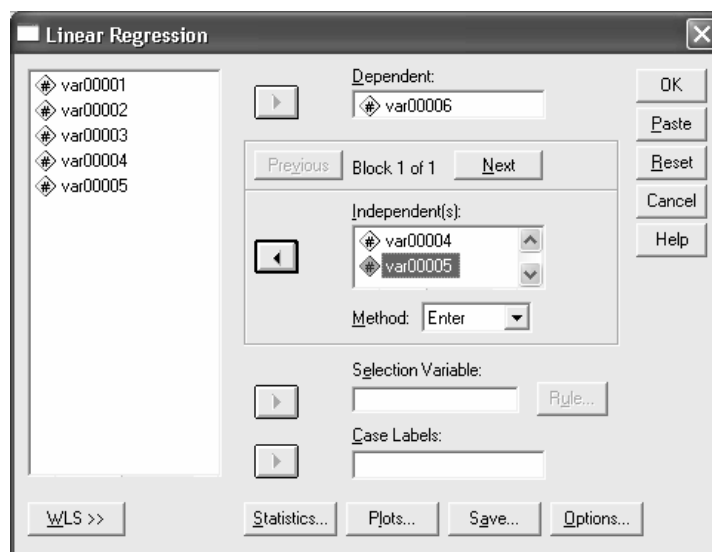 Linear Regression
var00001
var00002
var00003
var00004
var00005
Dependent:
var00006
Previous
Block 1 of 1
Next
Independent(s):
var00004
var00005
Method:
Enter
Selection Variable:
Rule...
Case Labels:
WLS >>
Statistics...
Plots...
Save...
Options...
OK
Paste
Reset
Cancel
Help